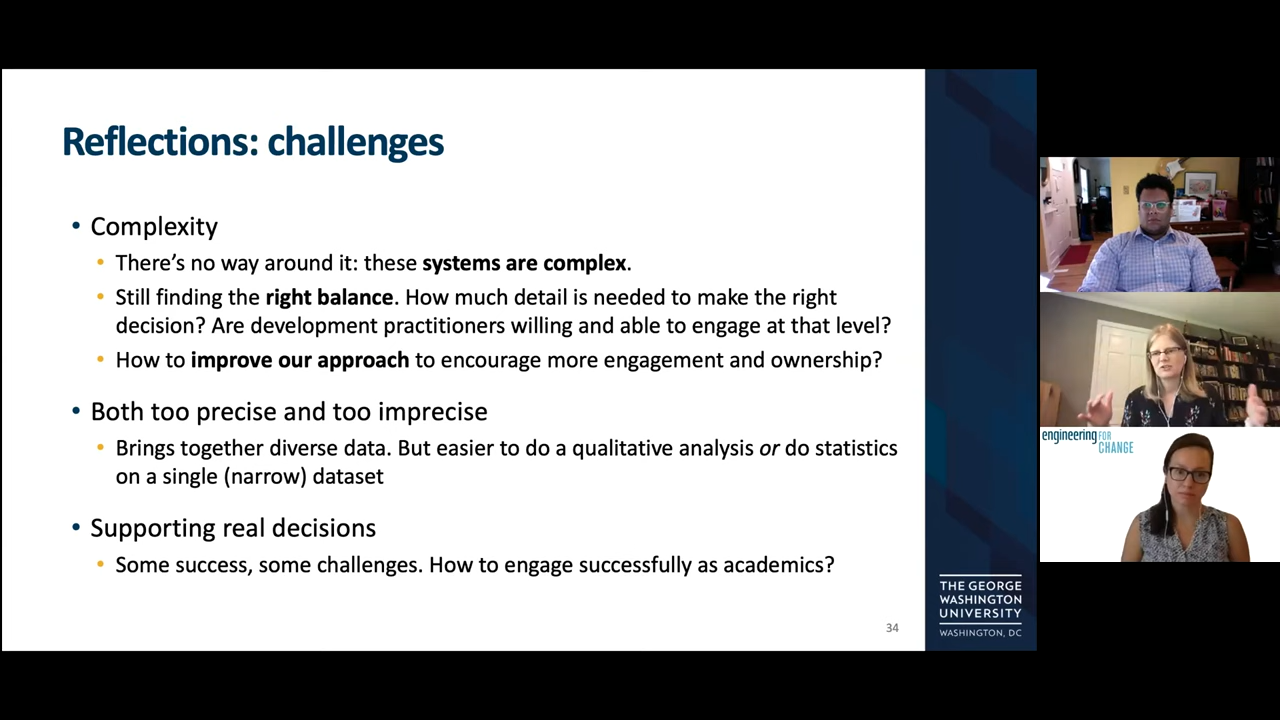 Reflections: challenges
• Complexity
• There's no way around it: these systems are complex.
• Still finding the right balance. How much detail is needed to make the right
decision? Are development practitioners willing and able to engage at that level?
• How to improve our approach to encourage more engagement and ownership?
• Both too precise and too imprecise
• Brings together diverse data. But easier to do a qualitative analysis or do statistics
on a single (narrow) dataset
• Supporting real decisions
• Some success, some challenges. How to engage successfully as academics?
34
THE GEORGE
WASHINGTON
UNIVERSITY
WASHINGTON, DC
engineering FOR
CHANGE